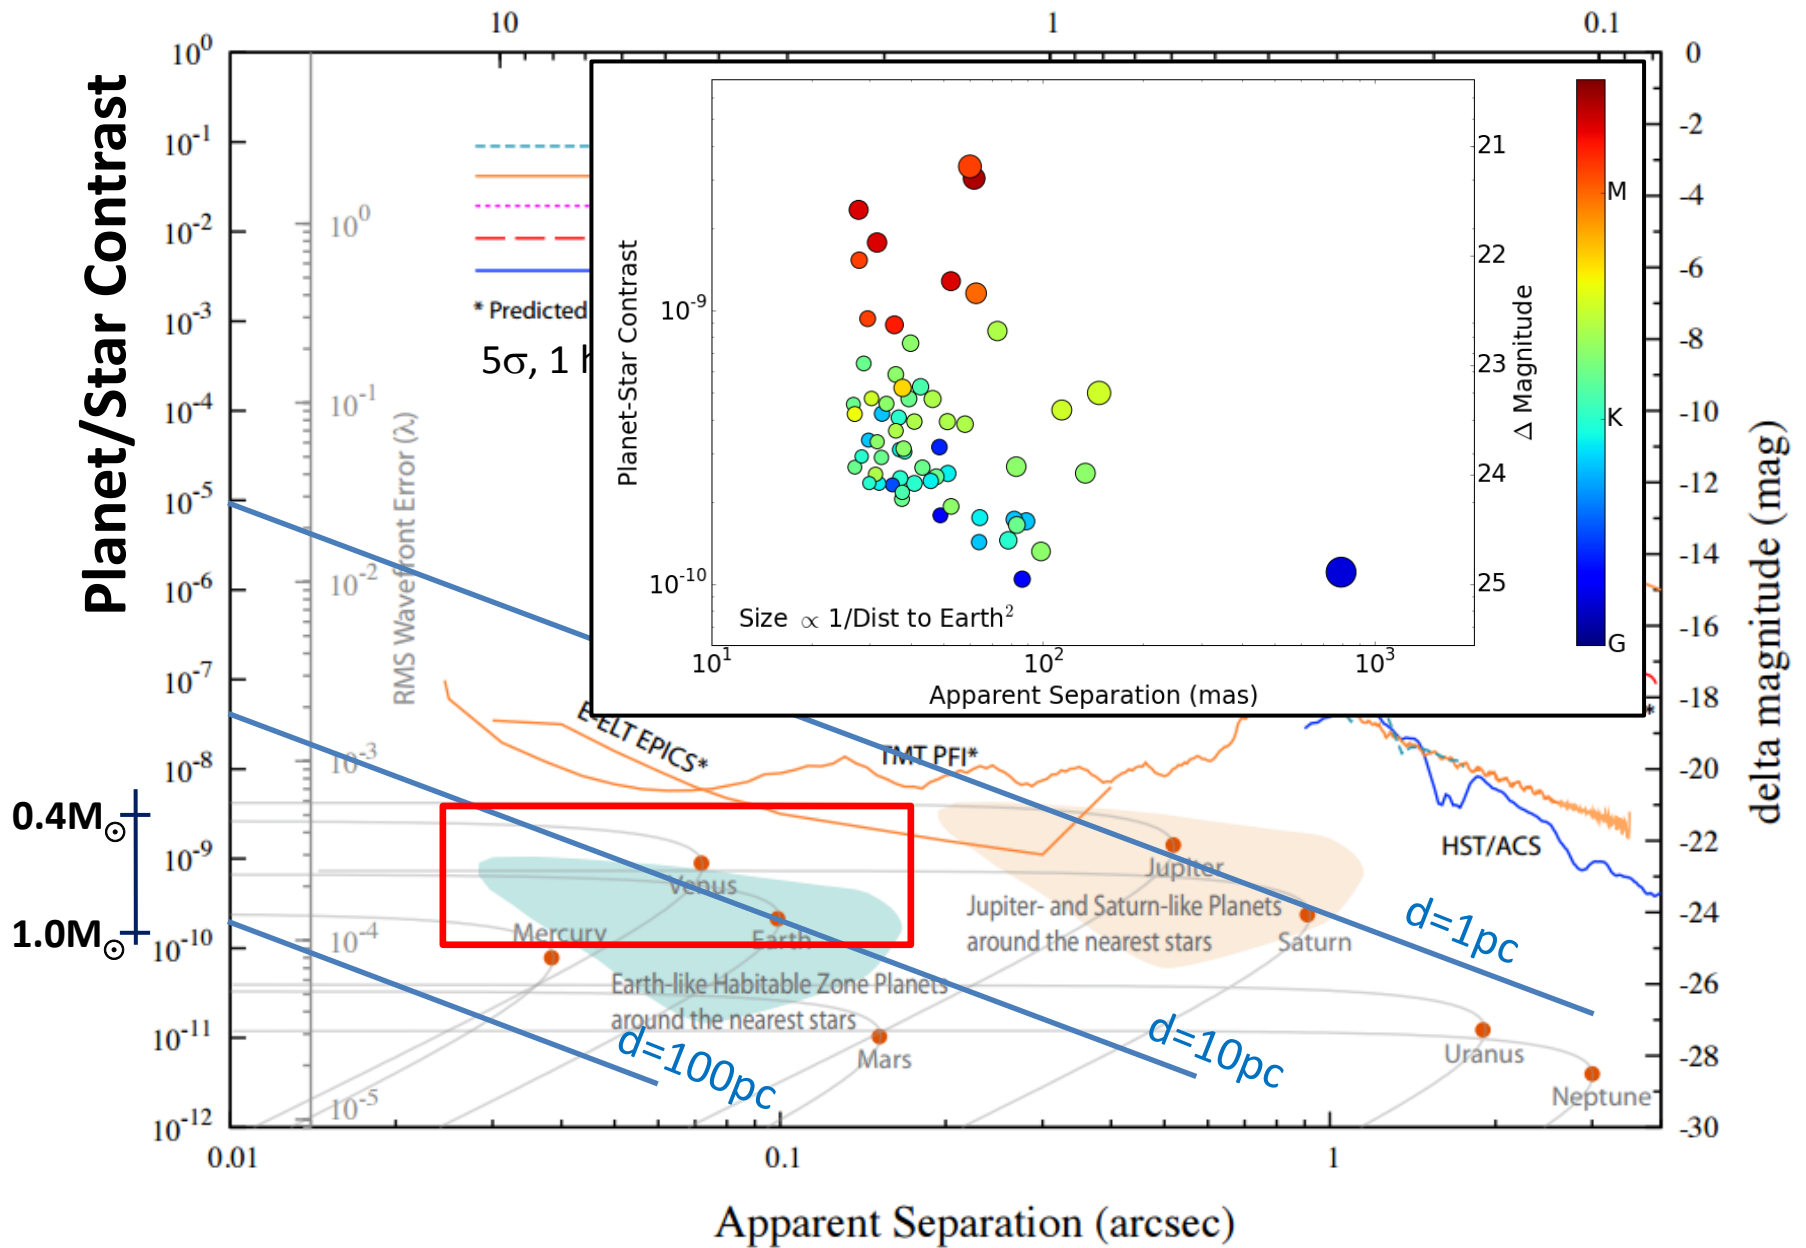 10 1 0.1
Planet/Star Contrast
10^0
10^-1
10^-2
10^-3
10^-4
10^-5
10^-6
10^-7
10^-8
10^-9
10^-10
10^-11
10^-12
0.4M⊙
1.0M⊙
RMS Wavefront Error (λ)
10^0
10^-1
10^-2
10^-3
10^-4
10^-5
* Predicted
5σ, 1 h
Planet-Star Contrast
10^-9
10^-10
Size ∝ 1/Dist to Earth^2
10^1 10^2 10^3
Apparent Separation (mas)
21
22
23
24
25
Δ Magnitude
M
K
G
E-ELT EPICS*
TMT PFI*
*
HST/ACS
Venus
Mercury
Earth
Earth-like Habitable Zone Planets
around the nearest stars
Mars
Jupiter
Jupiter- and Saturn-like Planets
around the nearest stars
Saturn
Uranus
Neptune
d=1pc
d=10pc
d=100pc
0
-2
-4
-6
-8
-10
-12
-14
-16
-18
-20
-22
-24
-26
-28
-30
delta magnitude (mag)
0.01 0.1 1
Apparent Separation (arcsec)